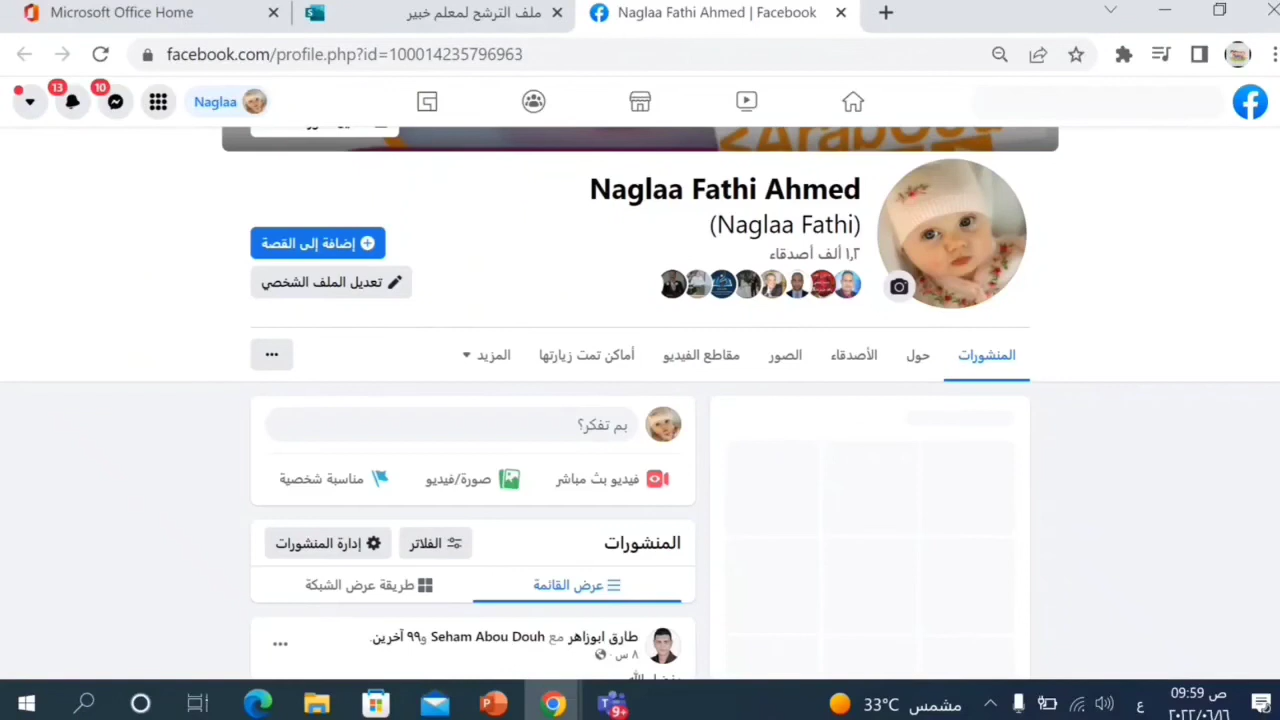 Microsoft Office Home
ملف الترشح لمعلم خبير
Naglaa Fathi Ahmed | Facebook
facebook.com/profile.php?id=100014235796963
13
10
Naglaa
Naglaa Fathi Ahmed
(Naglaa Fathi)
١,٢ ألف أصدقاء
إضافة إلى القصة
تعديل الملف الشخصي
المنشورات
حول
الأصدقاء
الصور
مقاطع الفيديو
أماكن تمت زيارتها
المزيد
بم تفكر؟
فيديو بث مباشر
صورة/فيديو
مناسبة شخصية
المنشورات
الفلاتر
إدارة المنشورات
عرض القائمة
طريقة عرض الشبكة
طارق ابوزاهر مع Seham Abou Douh و٩٩ آخرين.
٨ س ·
9+
33°C مشمس
ع
09:59 ص